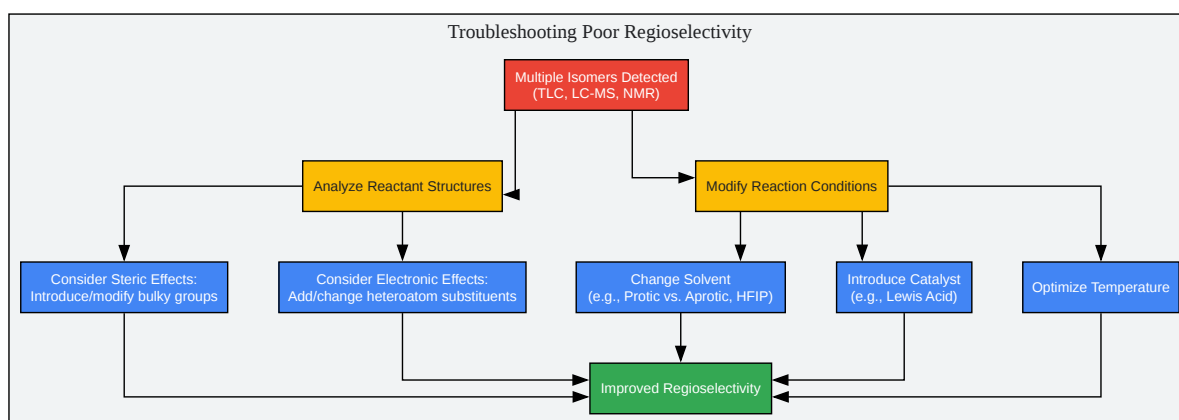 Troubleshooting Poor Regioselectivity
Multiple Isomers Detected
(TLC, LC-MS, NMR)
Analyze Reactant Structures
Modify Reaction Conditions
Consider Steric Effects:
Introduce/modify bulky groups
Consider Electronic Effects:
Add/change heteroatom substituents
Change Solvent
(e.g., Protic vs. Aprotic, HFIP)
Introduce Catalyst
(e.g., Lewis Acid)
Optimize Temperature
Improved Regioselectivity